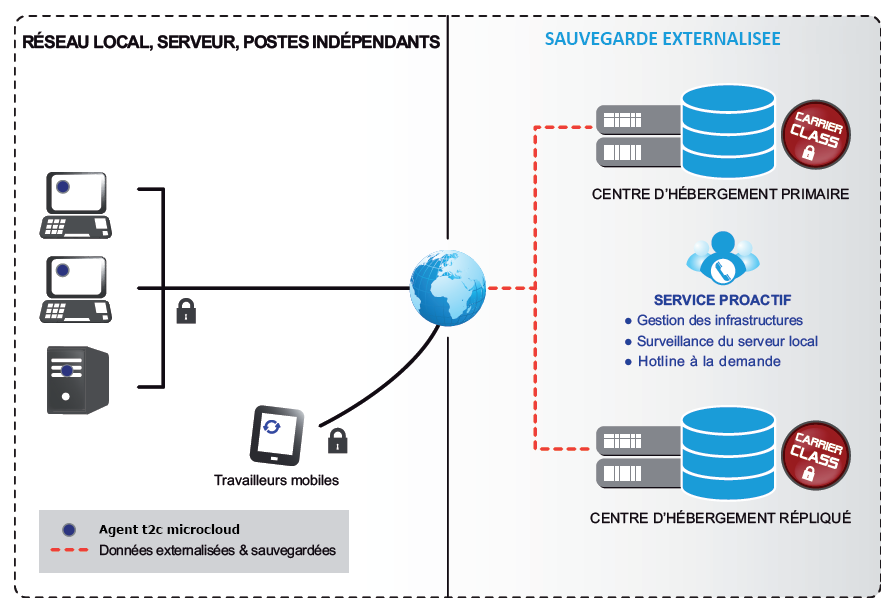 RÉSEAU LOCAL, SERVEUR, POSTES INDÉPENDANTS
SAUVEGARDE EXTERNALISEE
CARRIER
CLASS
CENTRE D'HÉBERGEMENT PRIMAIRE
SERVICE PROACTIF
● Gestion des infrastructures
● Surveillance du serveur local
● Hotline à la demande
Travailleurs mobiles
CARRIER
CLASS
CENTRE D'HÉBERGEMENT RÉPLIQUÉ
Agent t2c microcloud
Données externalisées & sauvegardées